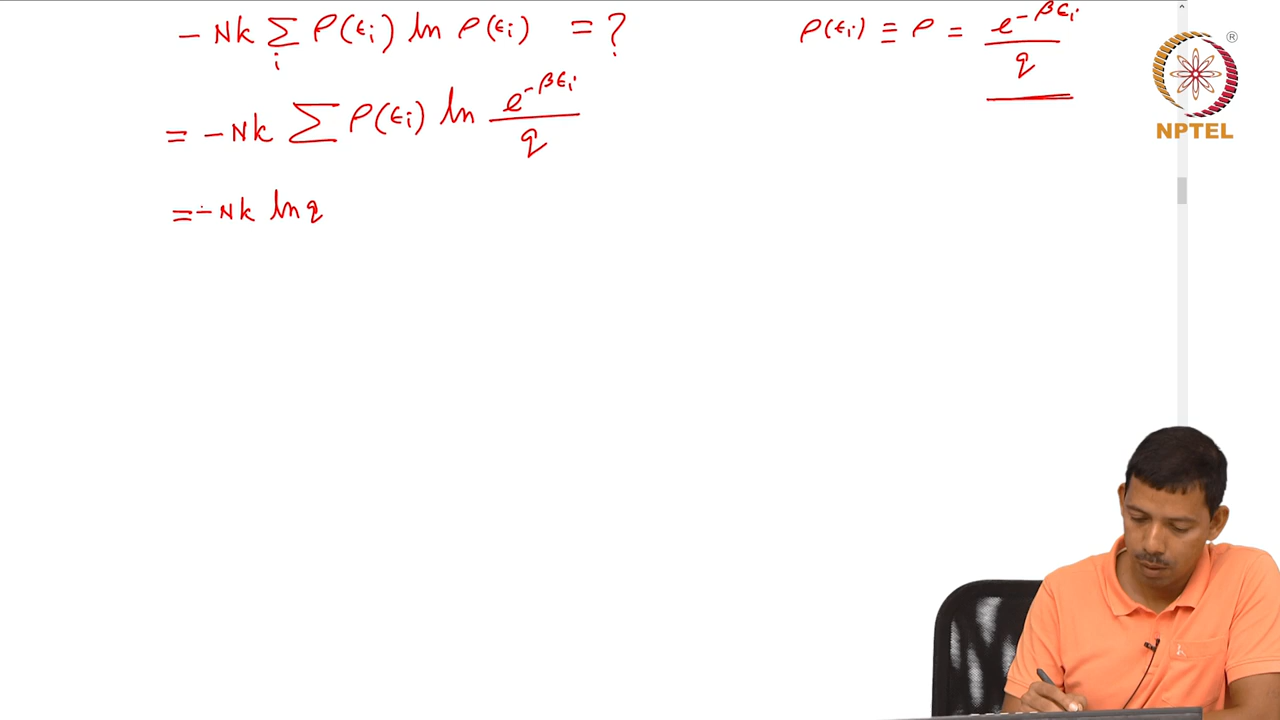 - Nk ∑ᵢ P(ϵᵢ) ln P(ϵᵢ) = ?
P(ϵᵢ) ≡ P = e^{-βϵᵢ} / q
= - Nk ∑ P(ϵᵢ) ln e^{-βϵᵢ} / q
= - Nk ln q
®
NPTEL